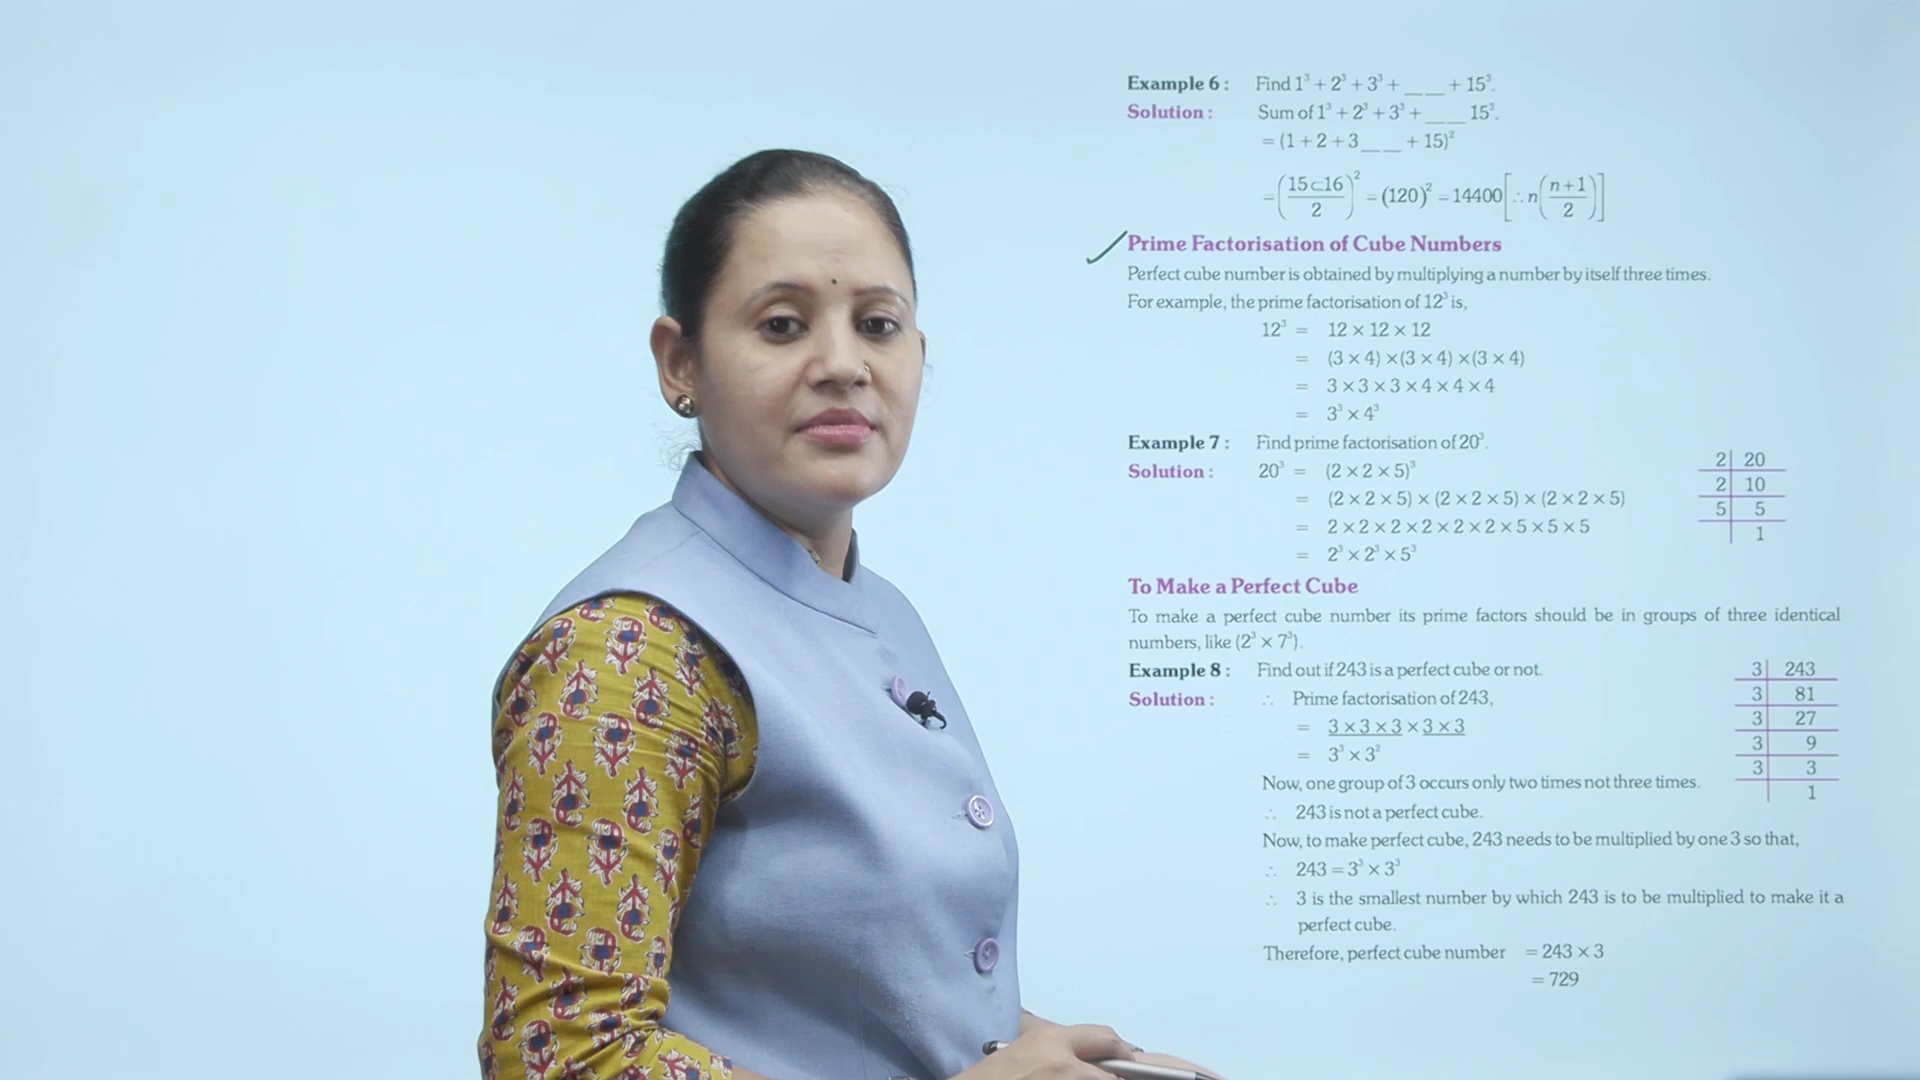 Example 6 : Find 1³ + 2³ + 3³ + __ __ + 15³.
Solution : Sum of 1³ + 2³ + 3³ + __ __ 15³.
= (1 + 2 + 3 __ __ + 15)²
= (15⊂16/2)² = (120)² = 14400 [∴ n((n+1)/2)]
Prime Factorisation of Cube Numbers
Perfect cube number is obtained by multiplying a number by itself three times.
For example, the prime factorisation of 12³ is,
12³ = 12 × 12 × 12
= (3 × 4) × (3 × 4) × (3 × 4)
= 3 × 3 × 3 × 4 × 4 × 4
= 3³ × 4³
Example 7 : Find prime factorisation of 20³.
Solution : 20³ = (2 × 2 × 5)³
= (2 × 2 × 5) × (2 × 2 × 5) × (2 × 2 × 5)
= 2 × 2 × 2 × 2 × 2 × 2 × 5 × 5 × 5
= 2³ × 2³ × 5³
2 20
2 10
5 5
1
To Make a Perfect Cube
To make a perfect cube number its prime factors should be in groups of three identical
numbers, like (2³ × 7³).
Example 8 : Find out if 243 is a perfect cube or not.
Solution : ∴ Prime factorisation of 243,
= 3 × 3 × 3 × 3 × 3
= 3³ × 3²
Now, one group of 3 occurs only two times not three times.
∴ 243 is not a perfect cube.
Now, to make perfect cube, 243 needs to be multiplied by one 3 so that,
∴ 243 = 3³ × 3³
∴ 3 is the smallest number by which 243 is to be multiplied to make it a
perfect cube.
Therefore, perfect cube number = 243 × 3
= 729
3 243
3 81
3 27
3 9
3 3
1